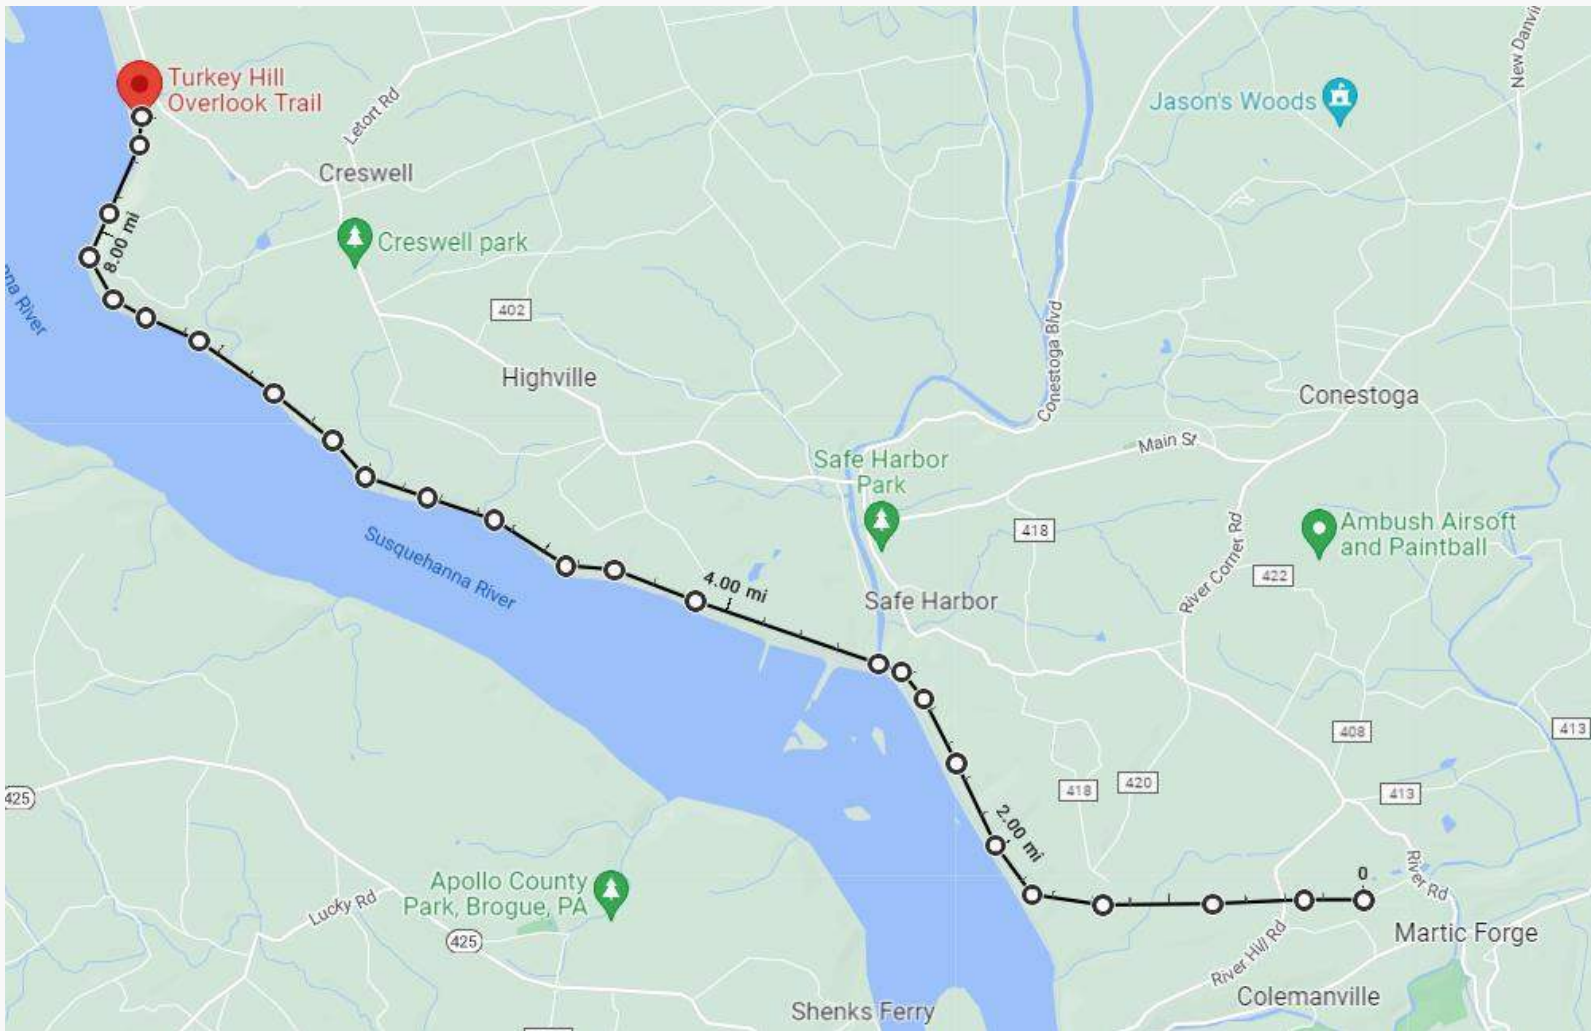 New Danvi
Turkey Hill
Overlook Trail
Letort Rd
Jason's Woods
Creswell
Creswell park
8.00 mi
na River
402
Conestoga Blvd
Highville
Conestoga
Main St
Safe Harbor
Park
418
Ambush Airsoft
and Paintball
River Corner Rd
422
Susquehanna River
4.00 mi
Safe Harbor
408
413
425
418
420
413
2.00 mi
River Rd
0
Apollo County
Park, Brogue, PA
Lucky Rd
425
Martic Forge
River Hill Rd
Colemanville
Shenks Ferry